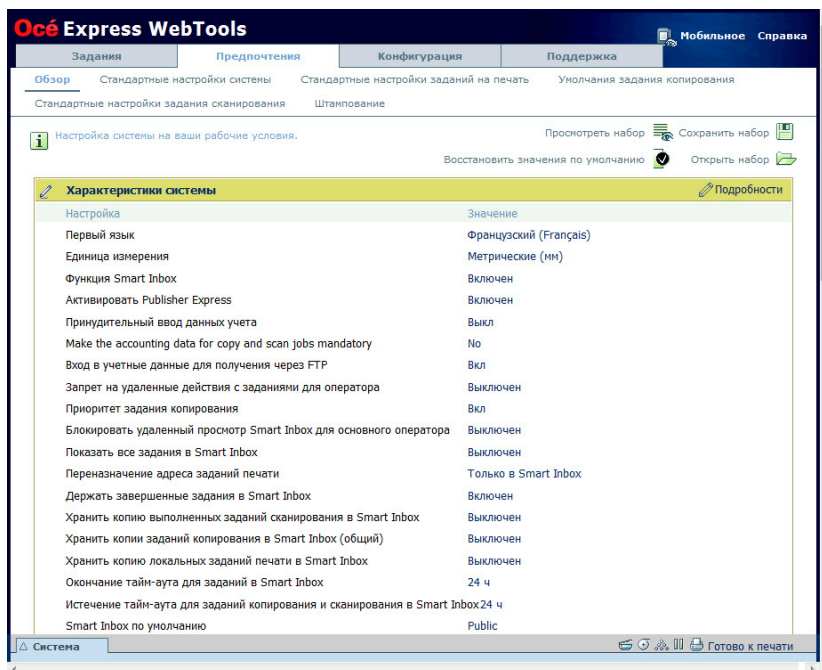 Océ Express WebTools
Мобильное Справка
Задания Предпочтения Конфигурация Поддержка
Обзор Стандартные настройки системы Стандартные настройки заданий на печать Умолчания задания копирования
Стандартные настройки задания сканирования Штампование
Настройка системы на ваши рабочие условия.
Просмотреть набор Сохранить набор
Восстановить значения по умолчанию Открыть набор
Характеристики системы Подробности
Настройка Значение
Первый язык Французский (Français)
Единица измерения Метрические (мм)
Функция Smart Inbox Включен
Активировать Publisher Express Включен
Принудительный ввод данных учета Выкл
Make the accounting data for copy and scan jobs mandatory No
Вход в учетные данные для получения через FTP Вкл
Запрет на удаленные действия с заданиями для оператора Выключен
Приоритет задания копирования Вкл
Блокировать удаленный просмотр Smart Inbox для основного оператора Выключен
Показать все задания в Smart Inbox Выключен
Переназначение адреса заданий печати Только в Smart Inbox
Держать завершенные задания в Smart Inbox Включен
Хранить копию выполненных заданий сканирования в Smart Inbox Выключен
Хранить копии заданий копирования в Smart Inbox (общий) Выключен
Хранить копию локальных заданий печати в Smart Inbox Выключен
Окончание тайм-аута для заданий в Smart Inbox 24 ч
Истечение тайм-аута для заданий копирования и сканирования в Smart Inbox 24 ч
Smart Inbox по умолчанию Public
Система Готово к печати